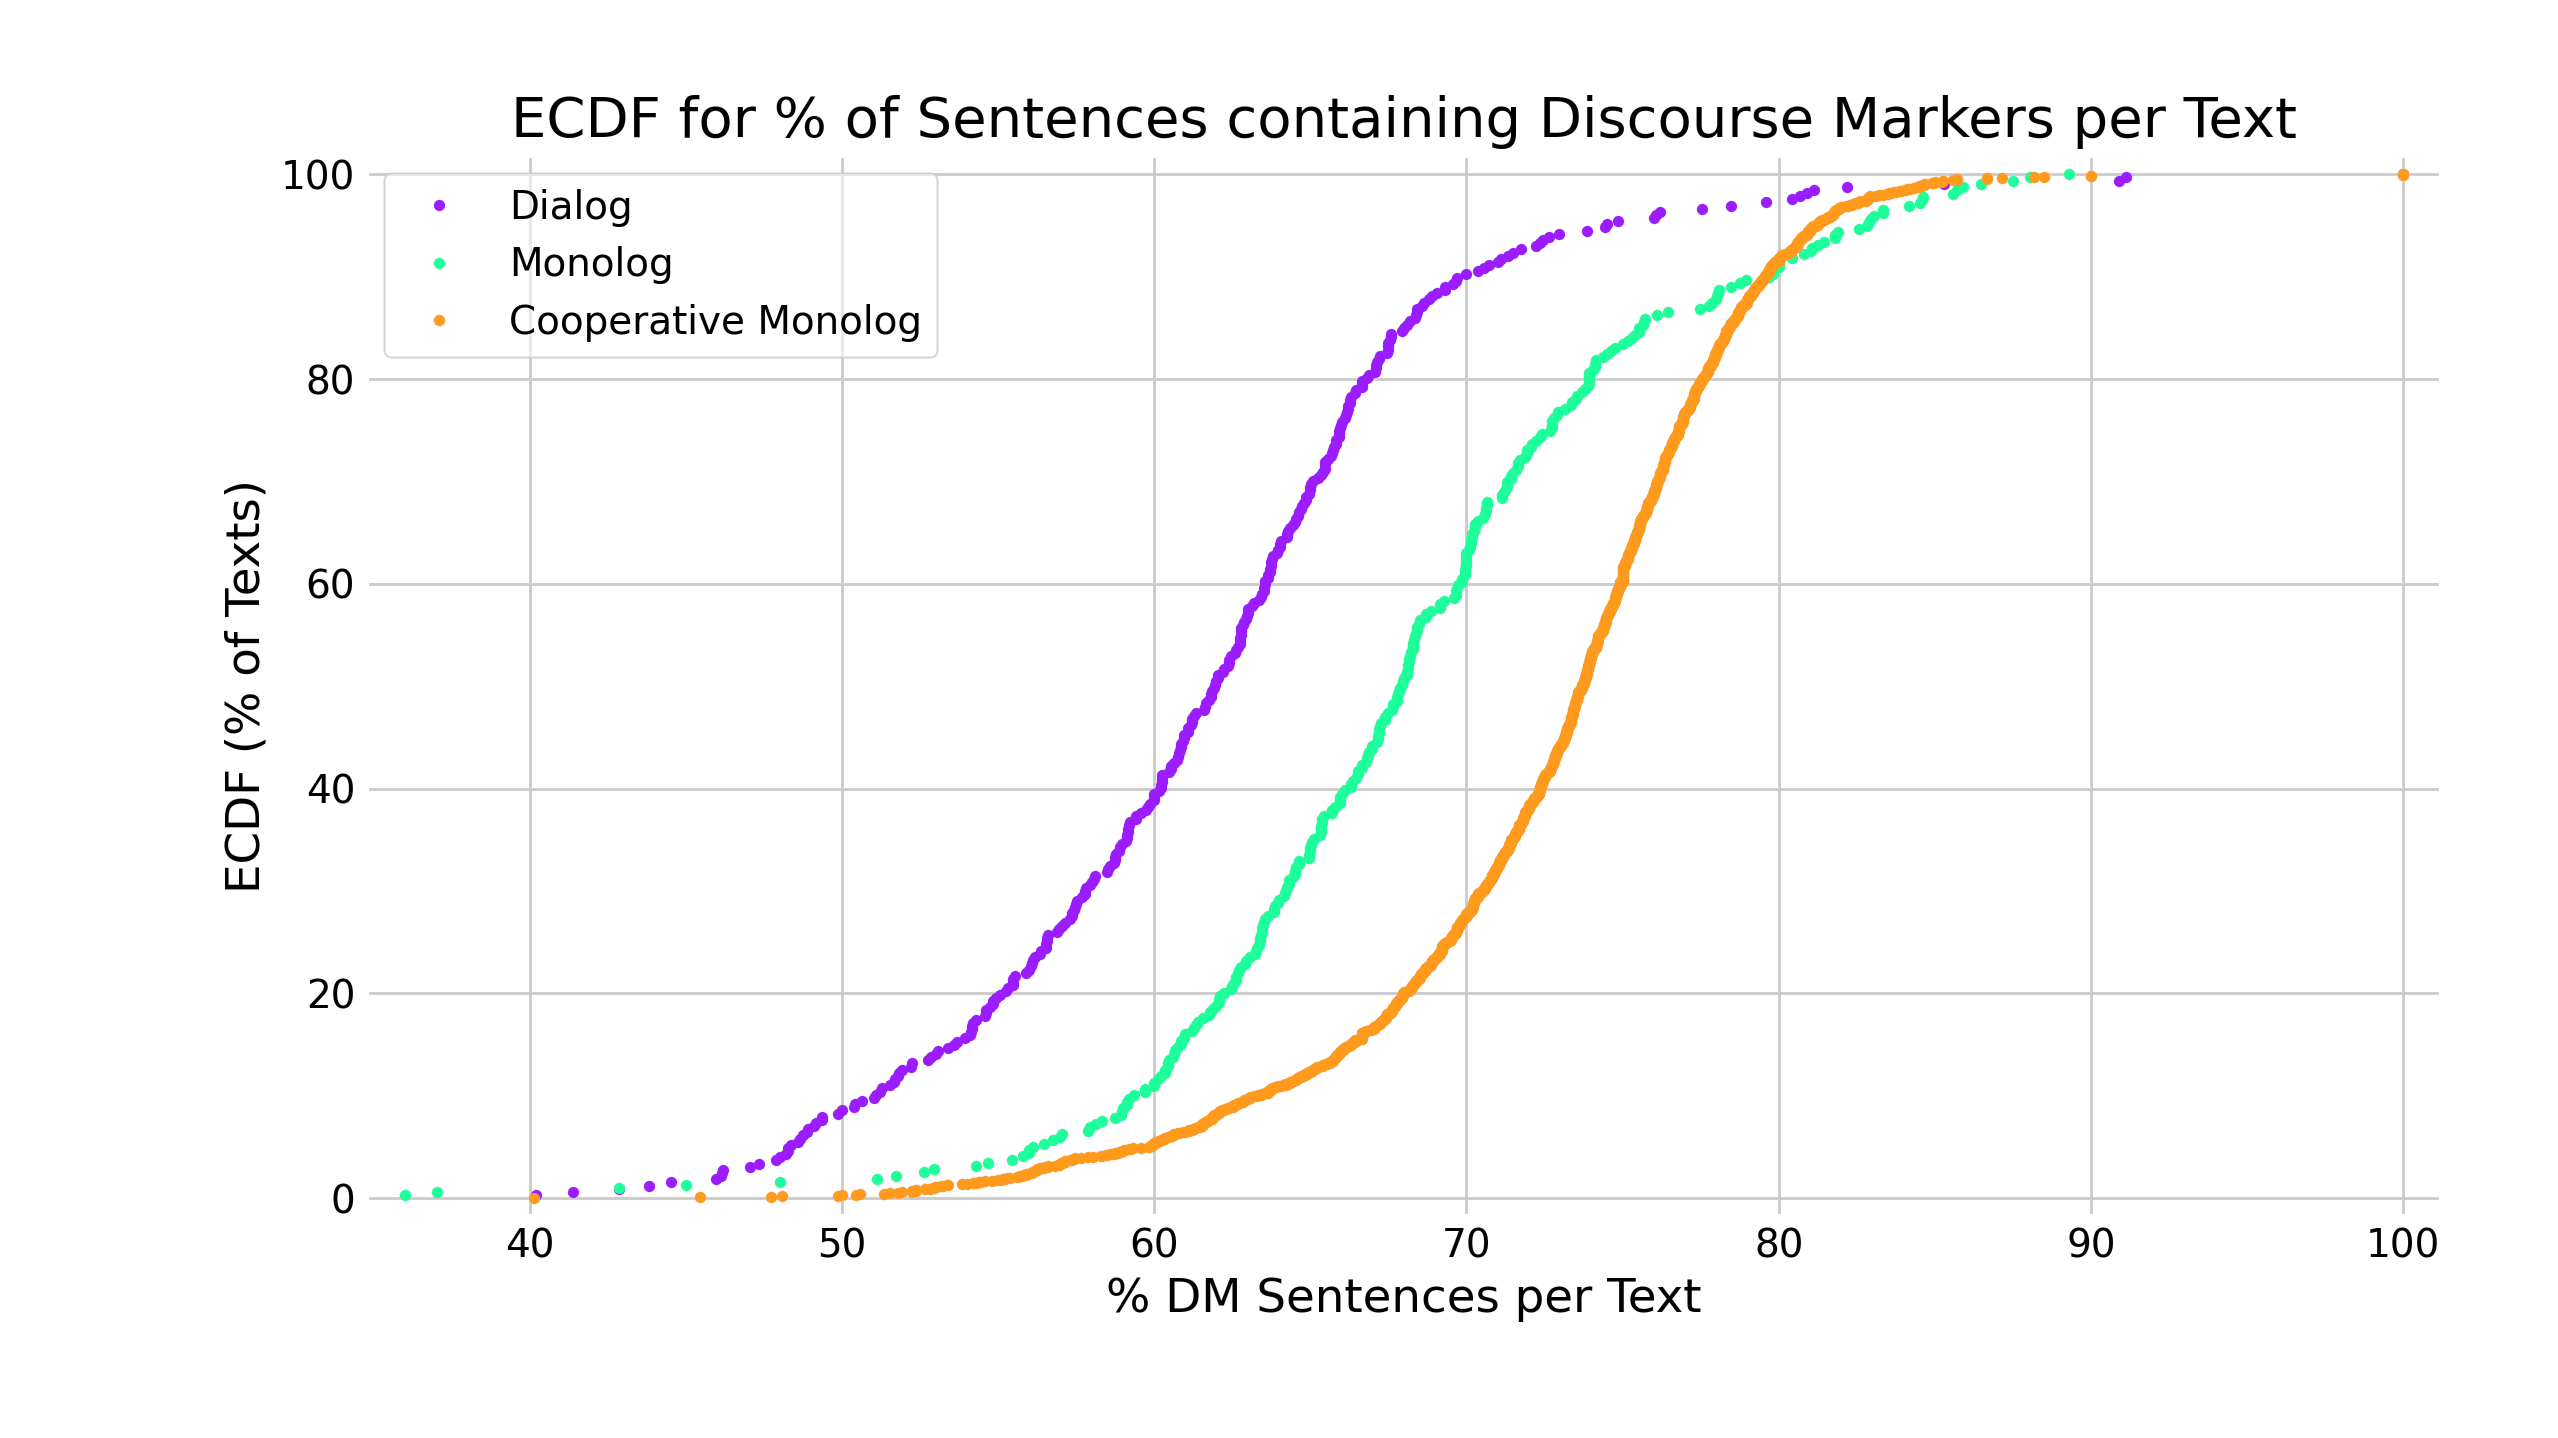 ECDF for % of Sentences containing Discourse Markers per Text
Dialog
Monolog
Cooperative Monolog
ECDF (% of Texts)
100
80
60
40
20
0
40 50 60 70 80 90 100
% DM Sentences per Text